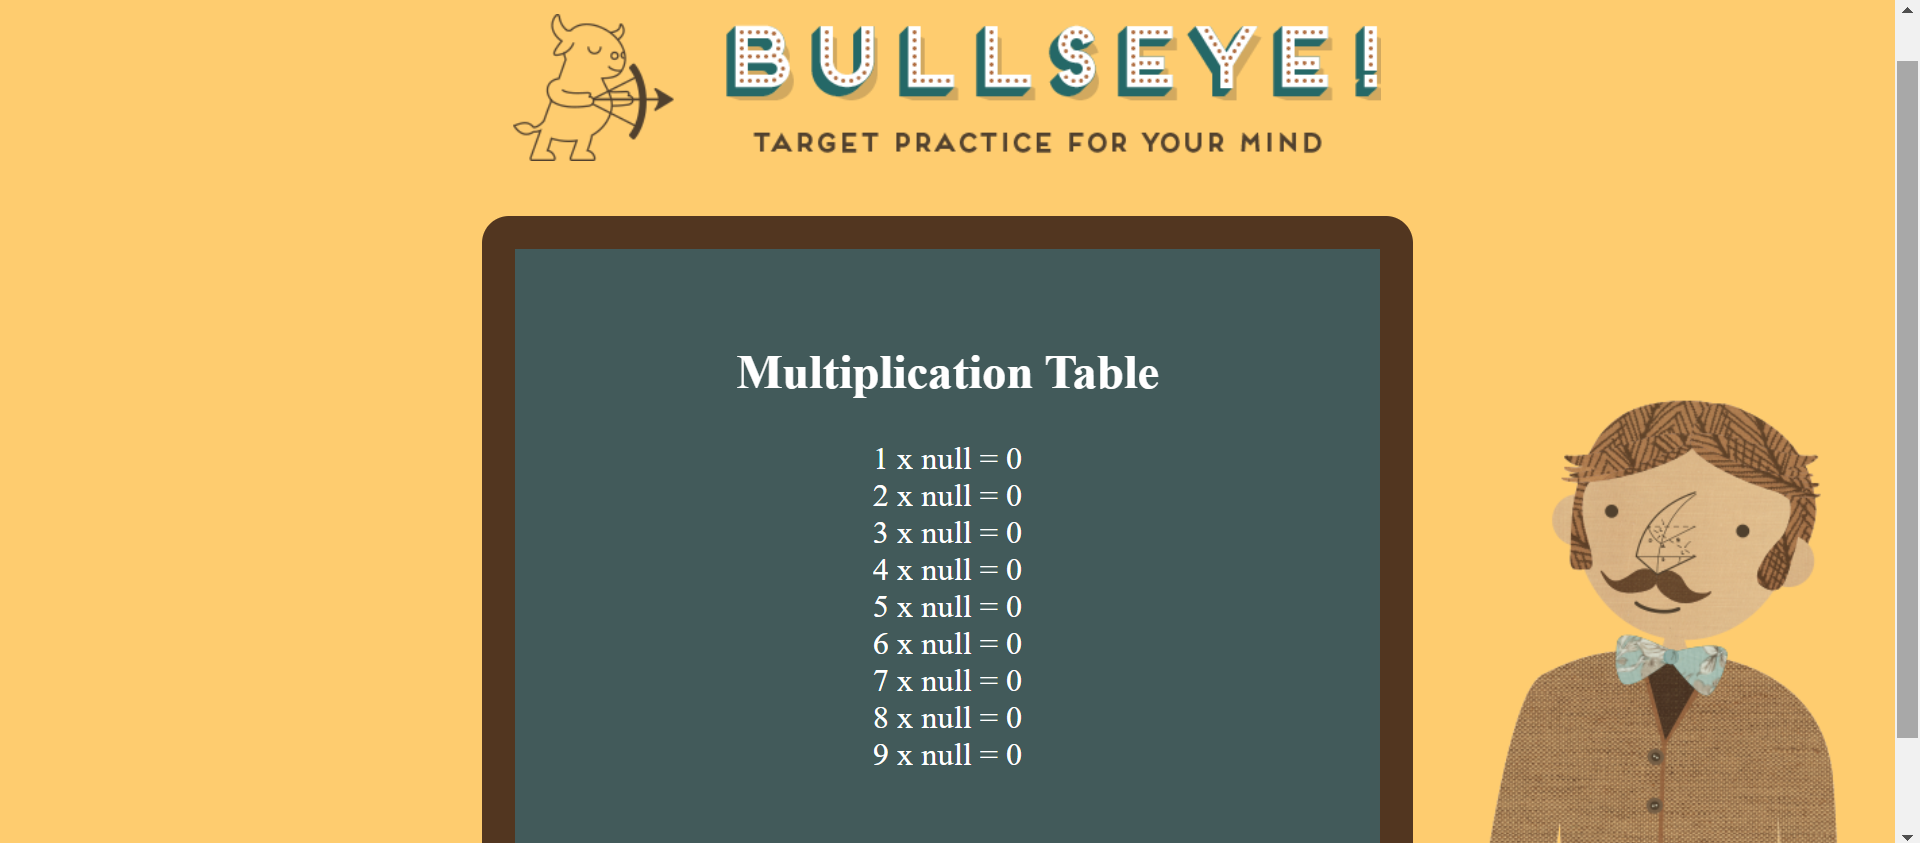 BULLSEYE!
TARGET PRACTICE FOR YOUR MIND
Multiplication Table
1 x null = 0
2 x null = 0
3 x null = 0
4 x null = 0
5 x null = 0
6 x null = 0
7 x null = 0
8 x null = 0
9 x null = 0